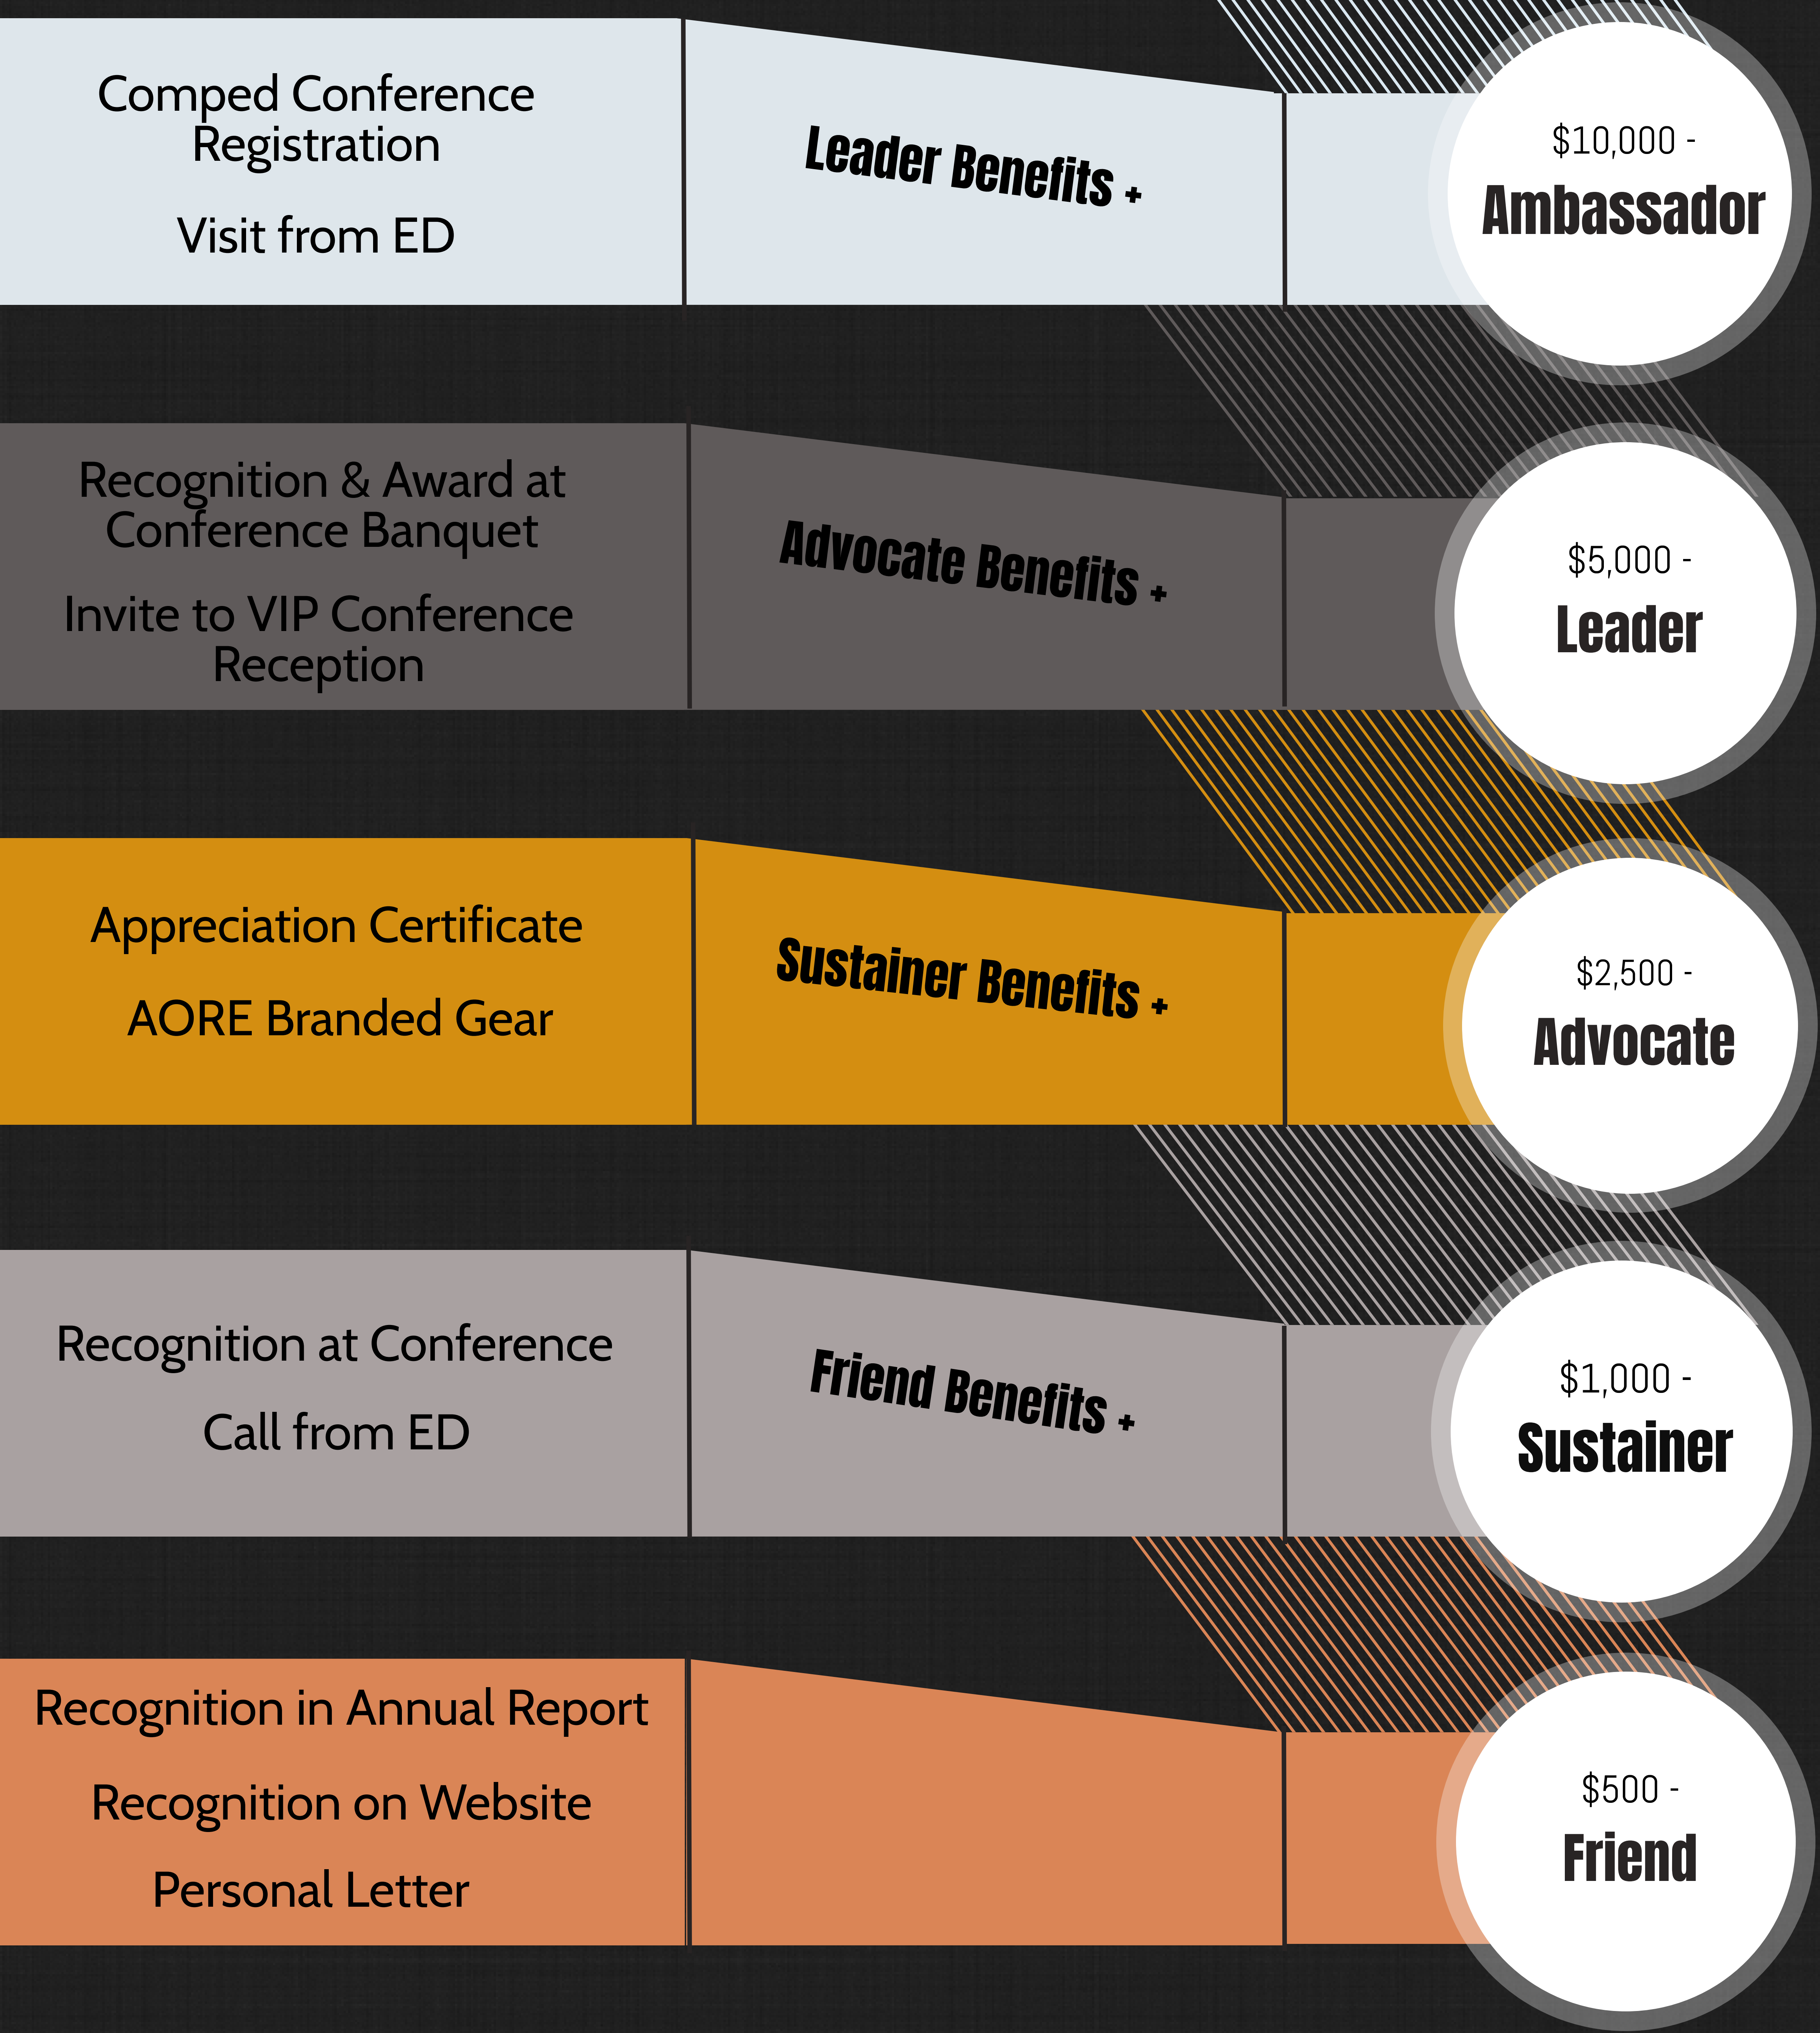 Comped Conference
Registration
Visit from ED
Leader Benefits +
$10,000 -
Ambassador
Recognition & Award at
Conference Banquet
Invite to VIP Conference
Reception
Advocate Benefits +
$5,000 -
Leader
Appreciation Certificate
AORE Branded Gear
Sustainer Benefits +
$2,500 -
Advocate
Recognition at Conference
Call from ED
Friend Benefits +
$1,000 -
Sustainer
Recognition in Annual Report
Recognition on Website
Personal Letter
$500 -
Friend